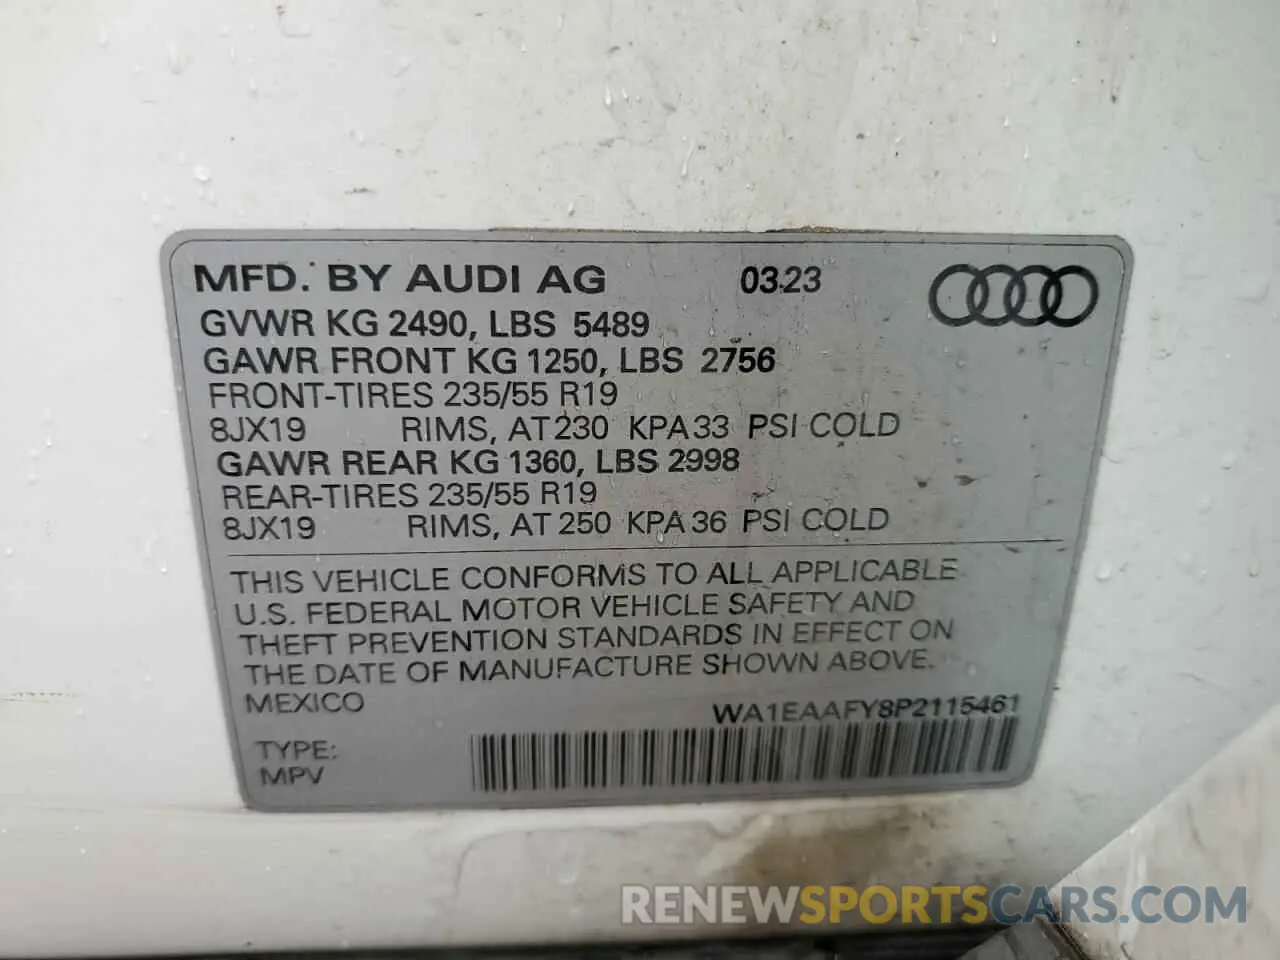 MFD. BY AUDI AG 03.23
GVWR KG 2490, LBS 5489
GAWR FRONT KG 1250, LBS 2756
FRONT-TIRES 235/55 R19
8JX19 RIMS, AT 230 KPA 33 PSI COLD
GAWR REAR KG 1360, LBS 2998
REAR-TIRES 235/55 R19
8JX19 RIMS, AT 250 KPA 36 PSI COLD
THIS VEHICLE CONFORMS TO ALL APPLICABLE
U.S. FEDERAL MOTOR VEHICLE SAFETY AND
THEFT PREVENTION STANDARDS IN EFFECT ON
THE DATE OF MANUFACTURE SHOWN ABOVE.
MEXICO
WA1EAAFY8P2115461
TYPE:
MPV
RENEWSPORTSCARS.COM